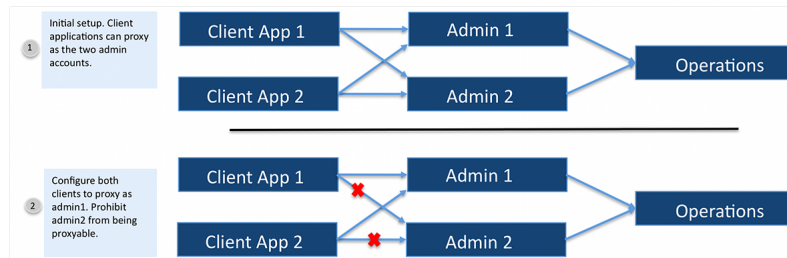 Initial setup. Client
applications can proxy
as the two admin
accounts.
1
Client App 1
Admin 1
Client App 2
Admin 2
Operations
Configure both
clients to proxy as
admin1. Prohibit
admin2 from being
proxyable.
2
Client App 1
Admin 1
Client App 2
Admin 2
Operations